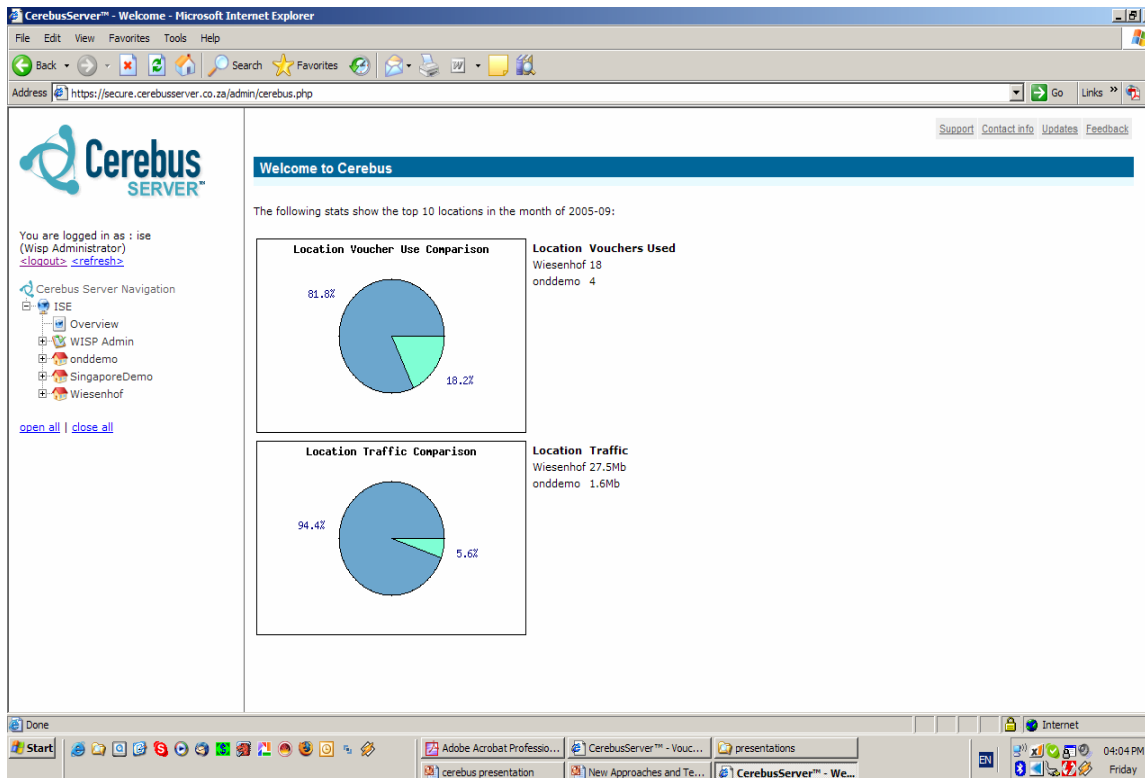 CerebusServer™ - Welcome - Microsoft Internet Explorer
File Edit View Favorites Tools Help
Back Search Favorites
Address https://secure.cerebusserver.co.za/admin/cerebus.php Go Links »
Cerebus
SERVER™
Support Contact info Updates Feedback
Welcome to Cerebus
The following stats show the top 10 locations in the month of 2005-09:
You are logged in as : ise
(Wisp Administrator)
<logout> <refresh>
Cerebus Server Navigation
ISE
Overview
WISP Admin
onddemo
SingaporeDemo
Wiesenhof
open all | close all
Location Voucher Use Comparison
81.8%
18.2%
Location Vouchers Used
Wiesenhof 18
onddemo 4
Location Traffic Comparison
94.4%
5.6%
Location Traffic
Wiesenhof 27.5Mb
onddemo 1.6Mb
Done Internet
Start
Adobe Acrobat Professio... CerebusServer™ - Vouc... presentations
cerebus presentation New Approaches and Te... CerebusServer™ - We...
EN
04:04 PM
Friday